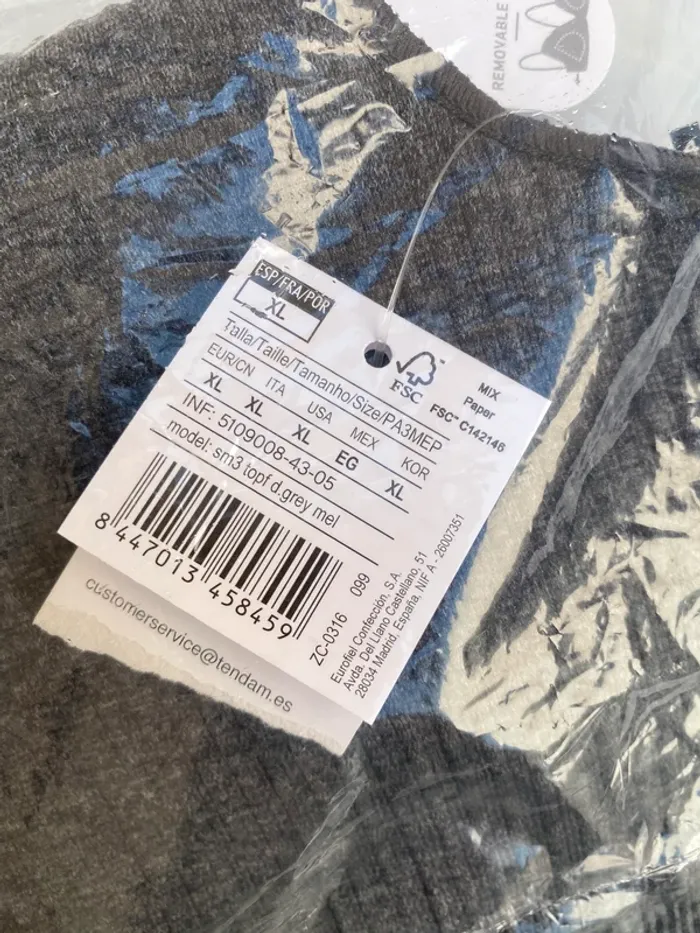 REMOVABLE
ESP/FRA/POR
XL
Talla/Taille/Tamanho/Size/РАЗМЕР
EUR/CN ITA USA MEX KOR
XL XL XL EG XL
INF: 5109008-43-05
model: sm3 topf d.grey mel
8 447013 458459
FSC
MIX
Paper
FSC™ C142146
099
ZC-0316
Eurofiel Confección, S.A.
Avda. Del Llano Castellano, 51
28034 Madrid, España, NIF A - 26007351
customerservice@tendam.es